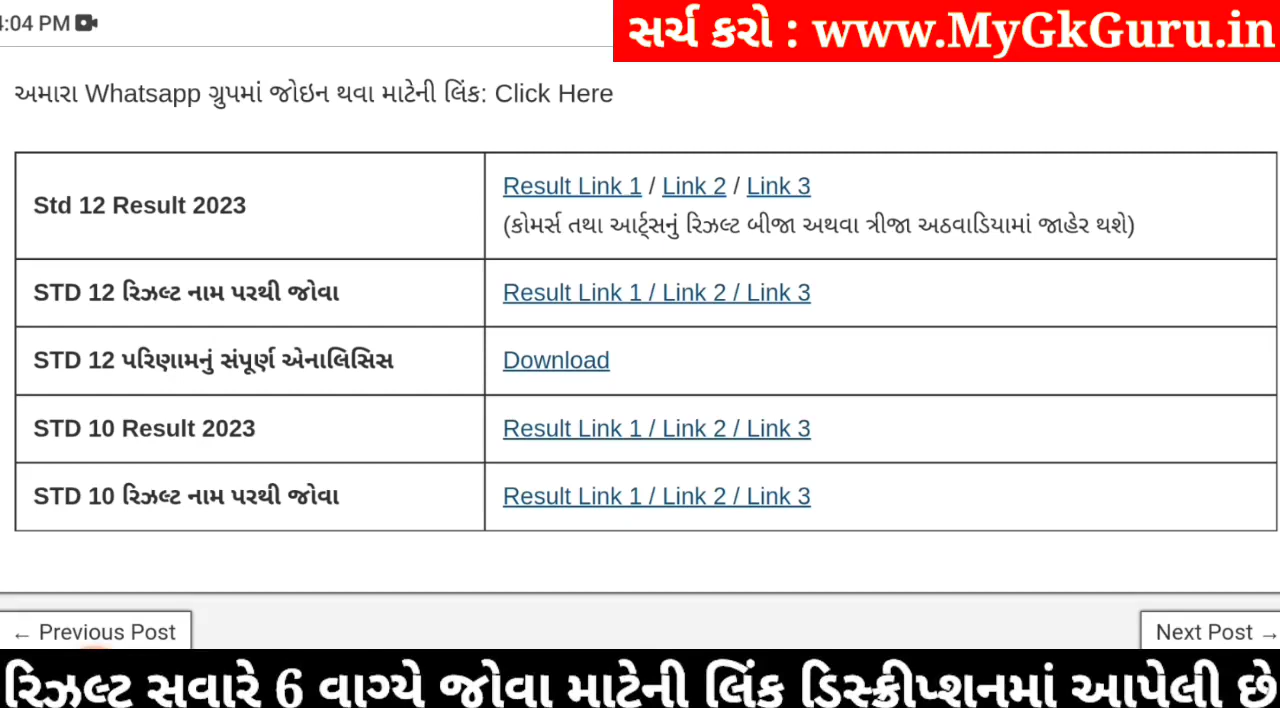 :04 PM
સર્ચ કરો : www.MyGkGuru.in
અમારા Whatsapp ગ્રુપમાં જોઇન થવા માટેની લિંક: Click Here
Std 12 Result 2023
Result Link 1 / Link 2 / Link 3
(કોમર્સ તથા આર્ટ્સનું રિઝલ્ટ બીજા અથવા ત્રીજા અઠવાડિયામાં જાહેર થશે)
STD 12 રિઝલ્ટ નામ પરથી જોવા
Result Link 1 / Link 2 / Link 3
STD 12 પરિણામનું સંપૂર્ણ એનાલિસિસ
Download
STD 10 Result 2023
Result Link 1 / Link 2 / Link 3
STD 10 રિઝલ્ટ નામ પરથી જોવા
Result Link 1 / Link 2 / Link 3
← Previous Post
Next Post →
રિઝલ્ટ સવારે 6 વાગ્યે જોવા માટેની લિંક ડિસ્ક્રીપ્શનમાં આપેલી છે